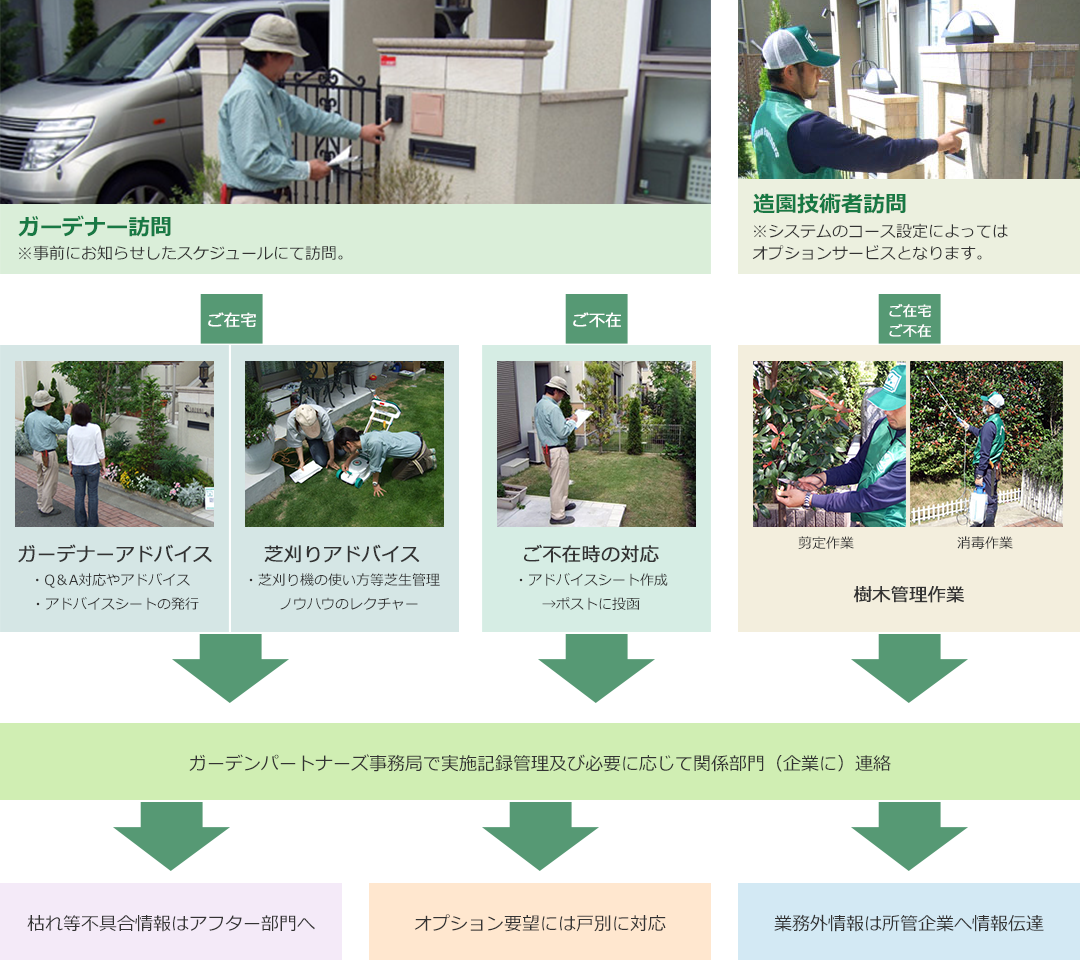 ガーデナー訪問
※事前にお知らせしたスケジュールにて訪問。
造園技術者訪問
※システムのコース設定によっては
オプションサービスとなります。
ご在宅
ご不在
ご在宅
ご不在
ガーデナーアドバイス
・Q&A対応やアドバイス
・アドバイスシートの発行
芝刈りアドバイス
・芝刈り機の使い方等芝生管理
ノウハウのレクチャー
ご不在時の対応
・アドバイスシート作成
→ポストに投函
剪定作業
消毒作業
樹木管理作業
ガーデンパートナーズ事務局で実施記録管理及び必要に応じて関係部門（企業に）連絡
枯れ等不具合情報はアフター部門へ
オプション要望には戸別に対応
業務外情報は所管企業へ情報伝達